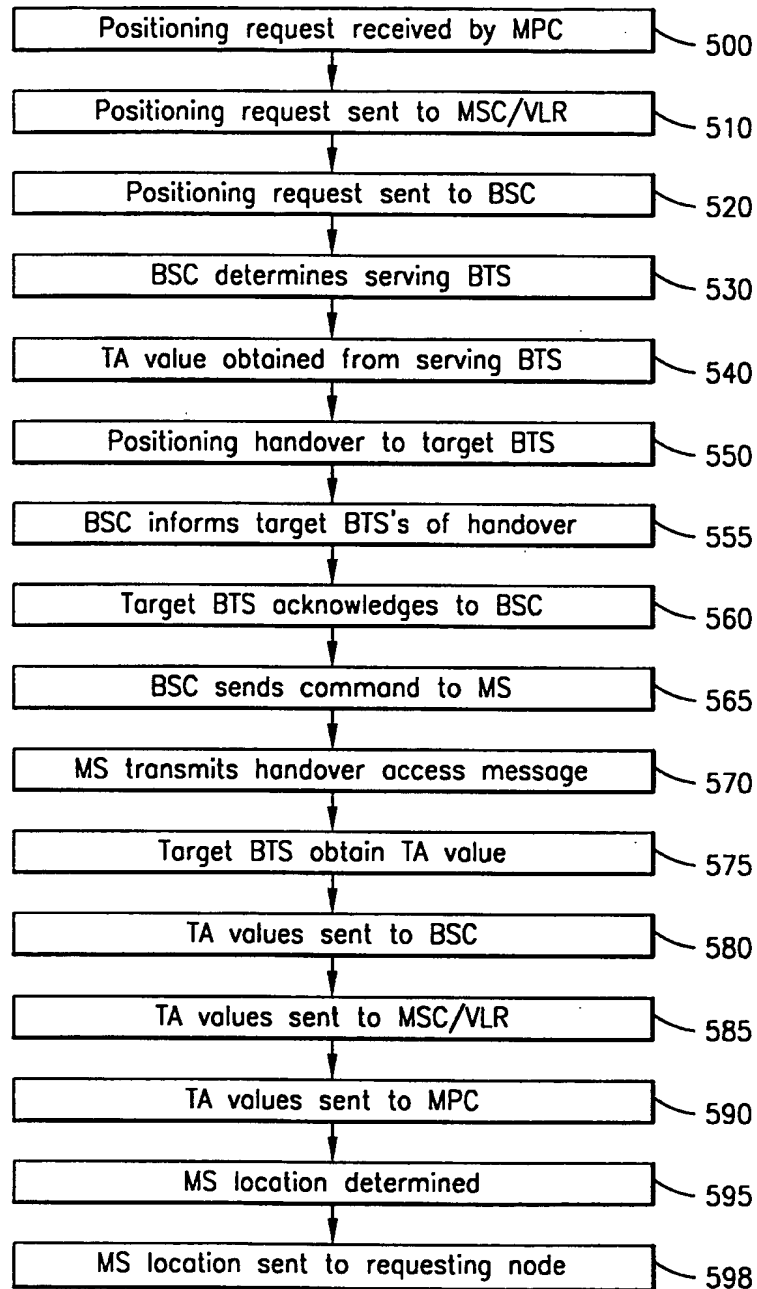 Positioning request received by MPC
500
Positioning request sent to MSC/VLR
510
Positioning request sent to BSC
520
BSC determines serving BTS
530
TA value obtained from serving BTS
540
Positioning handover to target BTS
550
BSC informs target BTS's of handover
555
Target BTS acknowledges to BSC
560
BSC sends command to MS
565
MS transmits handover access message
570
Target BTS obtain TA value
575
TA values sent to BSC
580
TA values sent to MSC/VLR
585
TA values sent to MPC
590
MS location determined
595
MS location sent to requesting node
598